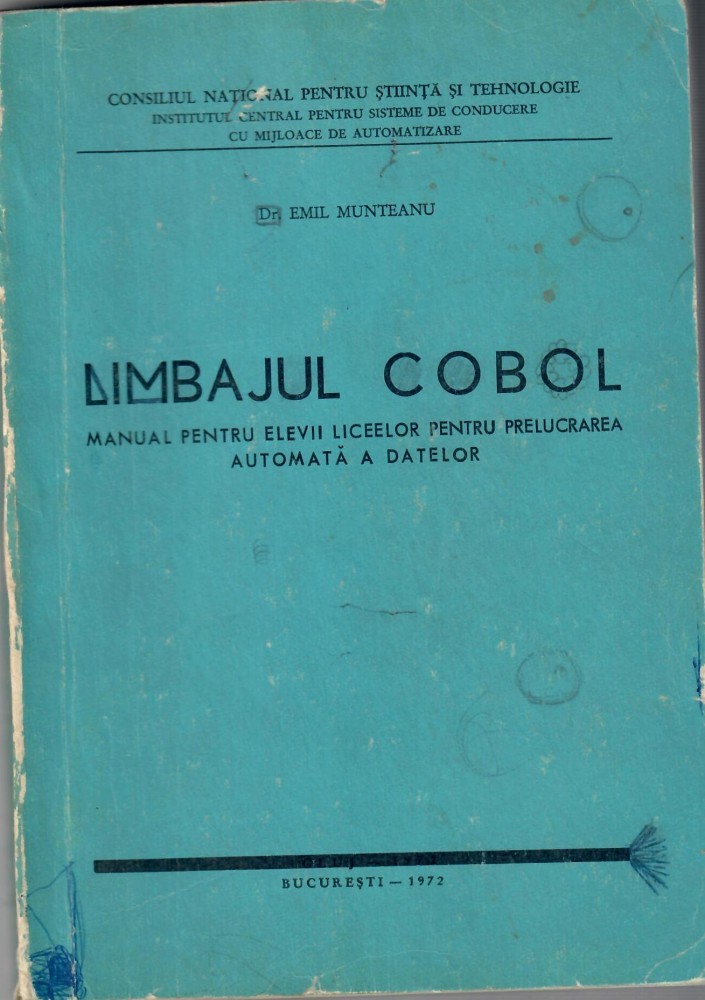 CONSILIUL NAȚIONAL PENTRU ȘTIINȚĂ ȘI TEHNOLOGIE
INSTITUTUL CENTRAL PENTRU SISTEME DE CONDUCERE
CU MIJLOACE DE AUTOMATIZARE
Dr. EMIL MUNTEANU
LIMBAJUL COBOL
MANUAL PENTRU ELEVII LICEELOR PENTRU PRELUCRAREA
AUTOMATĂ A DATELOR
BUCUREȘTI — 1972